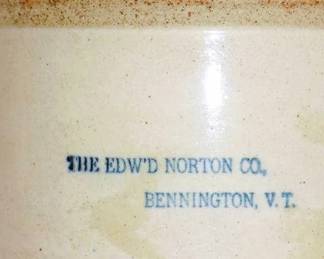 THE EDW'D NORTON CO.,
BENNINGTON, V.T.